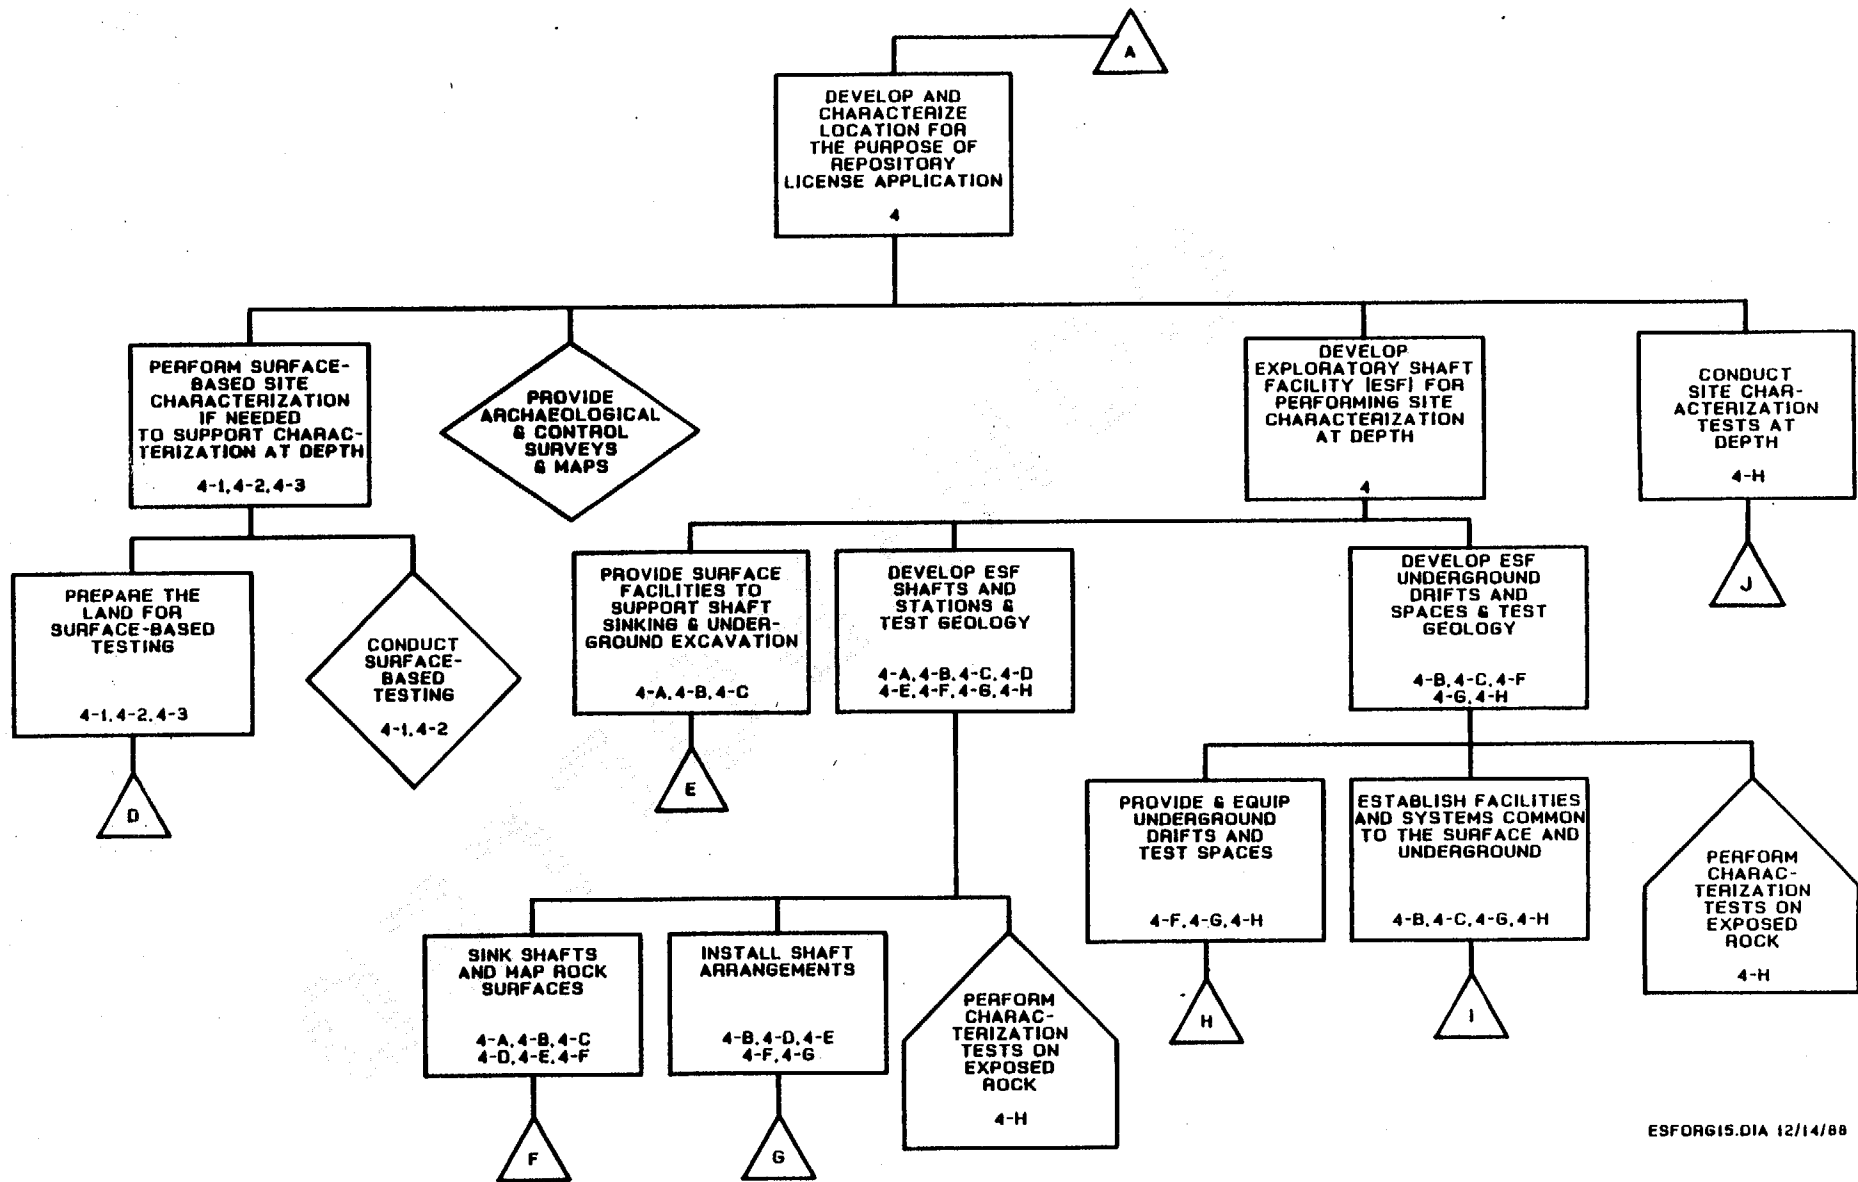 A
DEVELOP AND
CHARACTERIZE
LOCATION FOR
THE PURPOSE OF
REPOSITORY
LICENSE APPLICATION
4
PERFORM SURFACE-
BASED SITE
CHARACTERIZATION
IF NEEDED
TO SUPPORT CHARAC-
TERIZATION AT DEPTH
4-1,4-2,4-3
PROVIDE
ARCHAEOLOGICAL
& CONTROL
SURVEYS
& MAPS
DEVELOP
EXPLORATORY SHAFT
FACILITY (ESF) FOR
PERFORMING SITE
CHARACTERIZATION
AT DEPTH
4
CONDUCT
SITE CHAR-
ACTERIZATION
TESTS AT
DEPTH
4-H
J
PREPARE THE
LAND FOR
SURFACE-BASED
TESTING
4-1,4-2,4-3
D
CONDUCT
SURFACE-
BASED
TESTING
4-1,4-2
PROVIDE SURFACE
FACILITIES TO
SUPPORT SHAFT
SINKING & UNDER-
GROUND EXCAVATION
4-A,4-B,4-C
E
DEVELOP ESF
SHAFTS AND
STATIONS &
TEST GEOLOGY
4-A,4-B,4-C,4-D
4-E,4-F,4-G,4-H
DEVELOP ESF
UNDERGROUND
DRIFTS AND
SPACES & TEST
GEOLOGY
4-B,4-C,4-F
4-G,4-H
PROVIDE & EQUIP
UNDERGROUND
DRIFTS AND
TEST SPACES
4-F,4-G,4-H
H
ESTABLISH FACILITIES
AND SYSTEMS COMMON
TO THE SURFACE AND
UNDERGROUND
4-B,4-C,4-G,4-H
I
PERFORM
CHARAC-
TERIZATION
TESTS ON
EXPOSED
ROCK
4-H
SINK SHAFTS
AND MAP ROCK
SURFACES
4-A,4-B,4-C
4-D,4-E,4-F
F
INSTALL SHAFT
ARRANGEMENTS
4-B,4-D,4-E
4-F,4-G
G
PERFORM
CHARAC-
TERIZATION
TESTS ON
EXPOSED
ROCK
4-H
ESFORG15.DIA 12/14/88